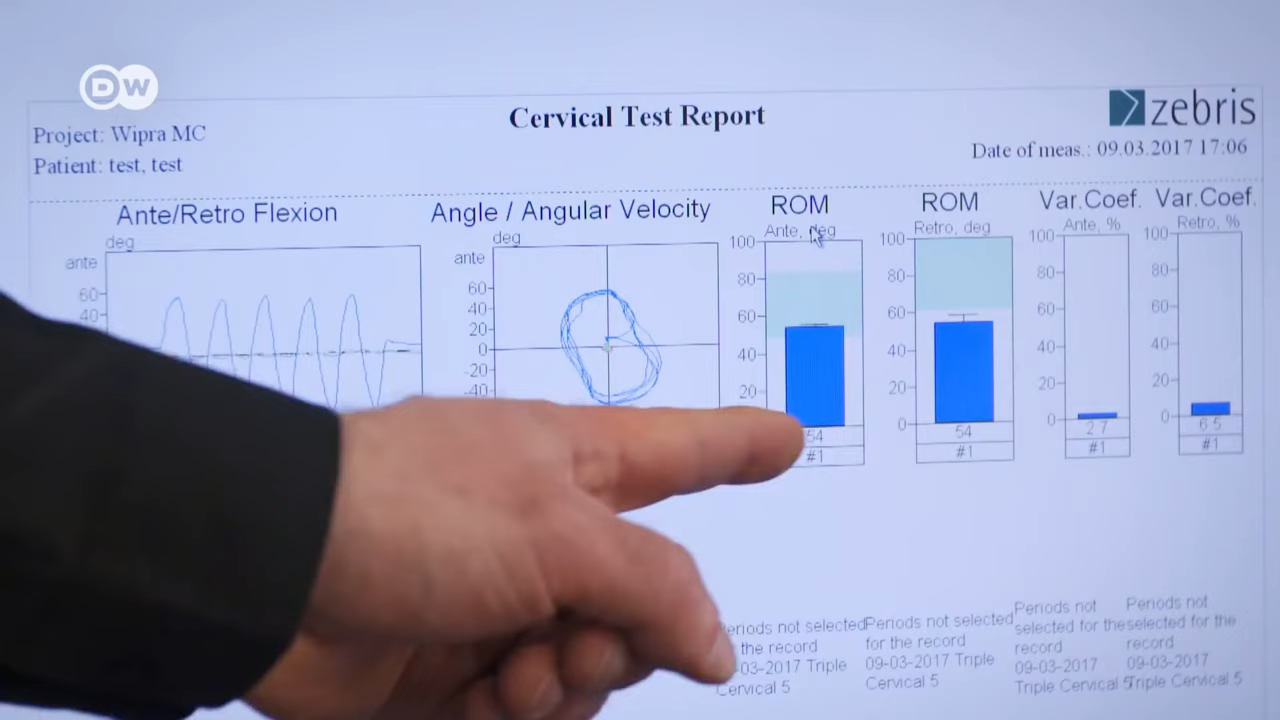 DW
Cervical Test Report
zebris
Project: Wipra MC
Patient: test, test
Date of meas.: 09.03.2017 17:06
Ante/Retro Flexion
deg
ante
60
40
Angle / Angular Velocity
deg
ante
60
40
20
0
-20
-40
ROM
Ante, deg
100
80
60
40
20
54
#1
ROM
Retro, deg
100
80
60
40
20
0
54
#1
Var.Coef.
Ante, %
100
80
60
40
20
0
2.7
#1
Var.Coef.
Retro, %
100
80
60
40
20
0
6.5
#1
Periods not selected
the record
03-2017 Triple
Cervical 5
Periods not selected
for the record
09-03-2017 Triple
Cervical 5
Periods not
selected for the
record
09-03-2017
Triple Cervical 5
Periods not
selected for the
record
09-03-2017
Triple Cervical 5